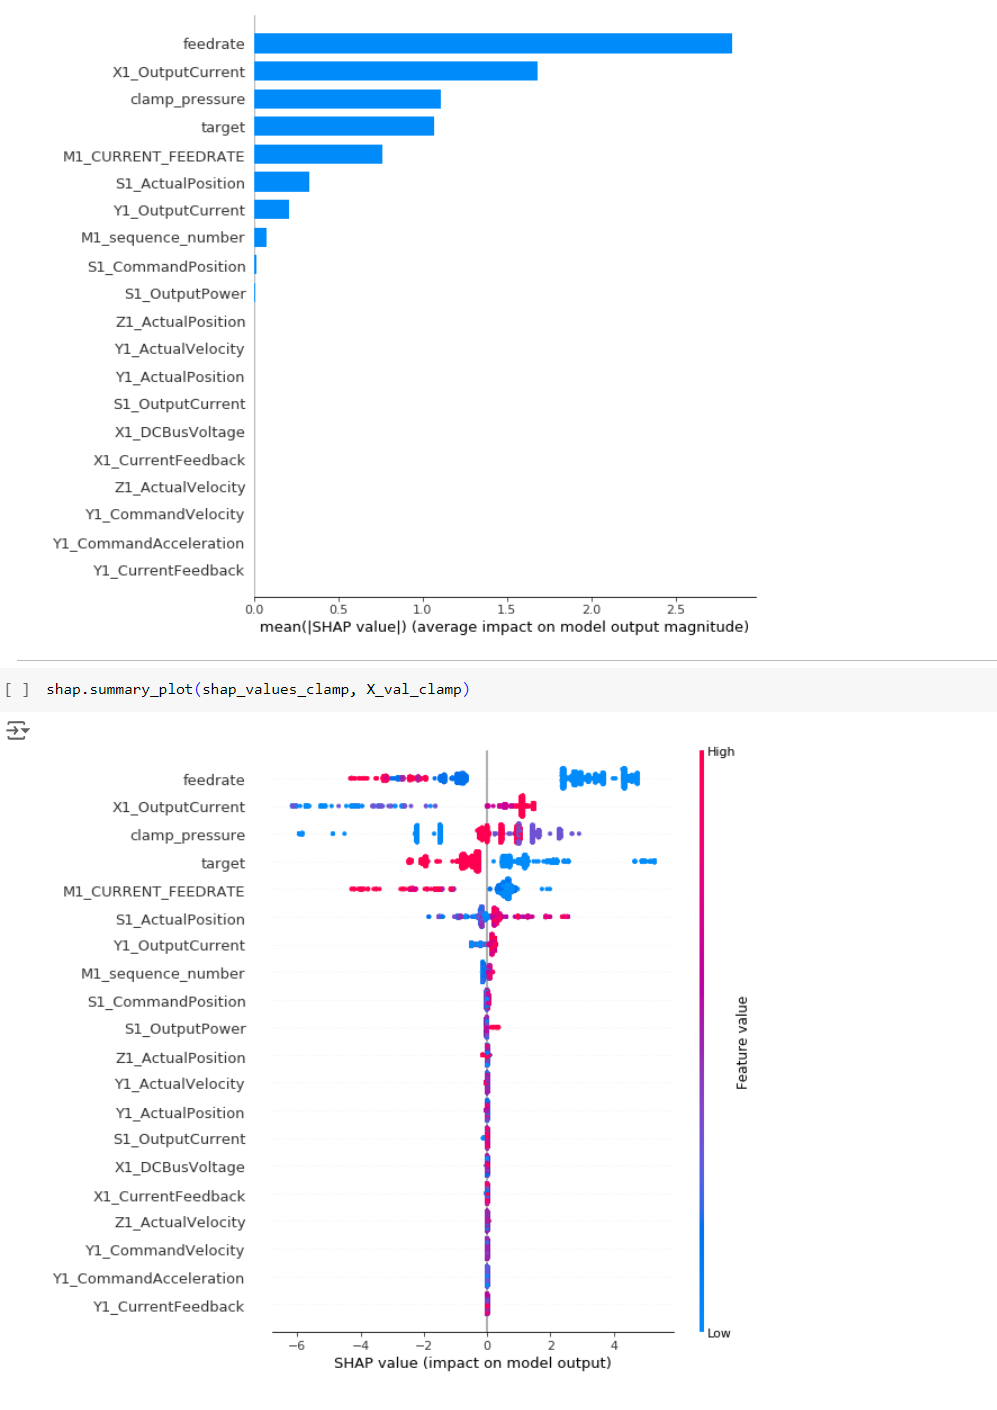 feedrate
X1_OutputCurrent
clamp_pressure
target
M1_CURRENT_FEEDRATE
S1_ActualPosition
Y1_OutputCurrent
M1_sequence_number
S1_CommandPosition
S1_OutputPower
Z1_ActualPosition
Y1_ActualVelocity
Y1_ActualPosition
S1_OutputCurrent
X1_DCBusVoltage
X1_CurrentFeedback
Z1_ActualVelocity
Y1_CommandVelocity
Y1_CommandAcceleration
Y1_CurrentFeedback
0.0 0.5 1.0 1.5 2.0 2.5
mean(|SHAP value|) (average impact on model output magnitude)
[ ] shap.summary_plot(shap_values_clamp, X_val_clamp)
High
feedrate
X1_OutputCurrent
clamp_pressure
target
M1_CURRENT_FEEDRATE
S1_ActualPosition
Y1_OutputCurrent
M1_sequence_number
S1_CommandPosition
S1_OutputPower
Z1_ActualPosition
Y1_ActualVelocity
Y1_ActualPosition
S1_OutputCurrent
X1_DCBusVoltage
X1_CurrentFeedback
Z1_ActualVelocity
Y1_CommandVelocity
Y1_CommandAcceleration
Y1_CurrentFeedback
Feature value
Low
−6 −4 −2 0 2 4
SHAP value (impact on model output)